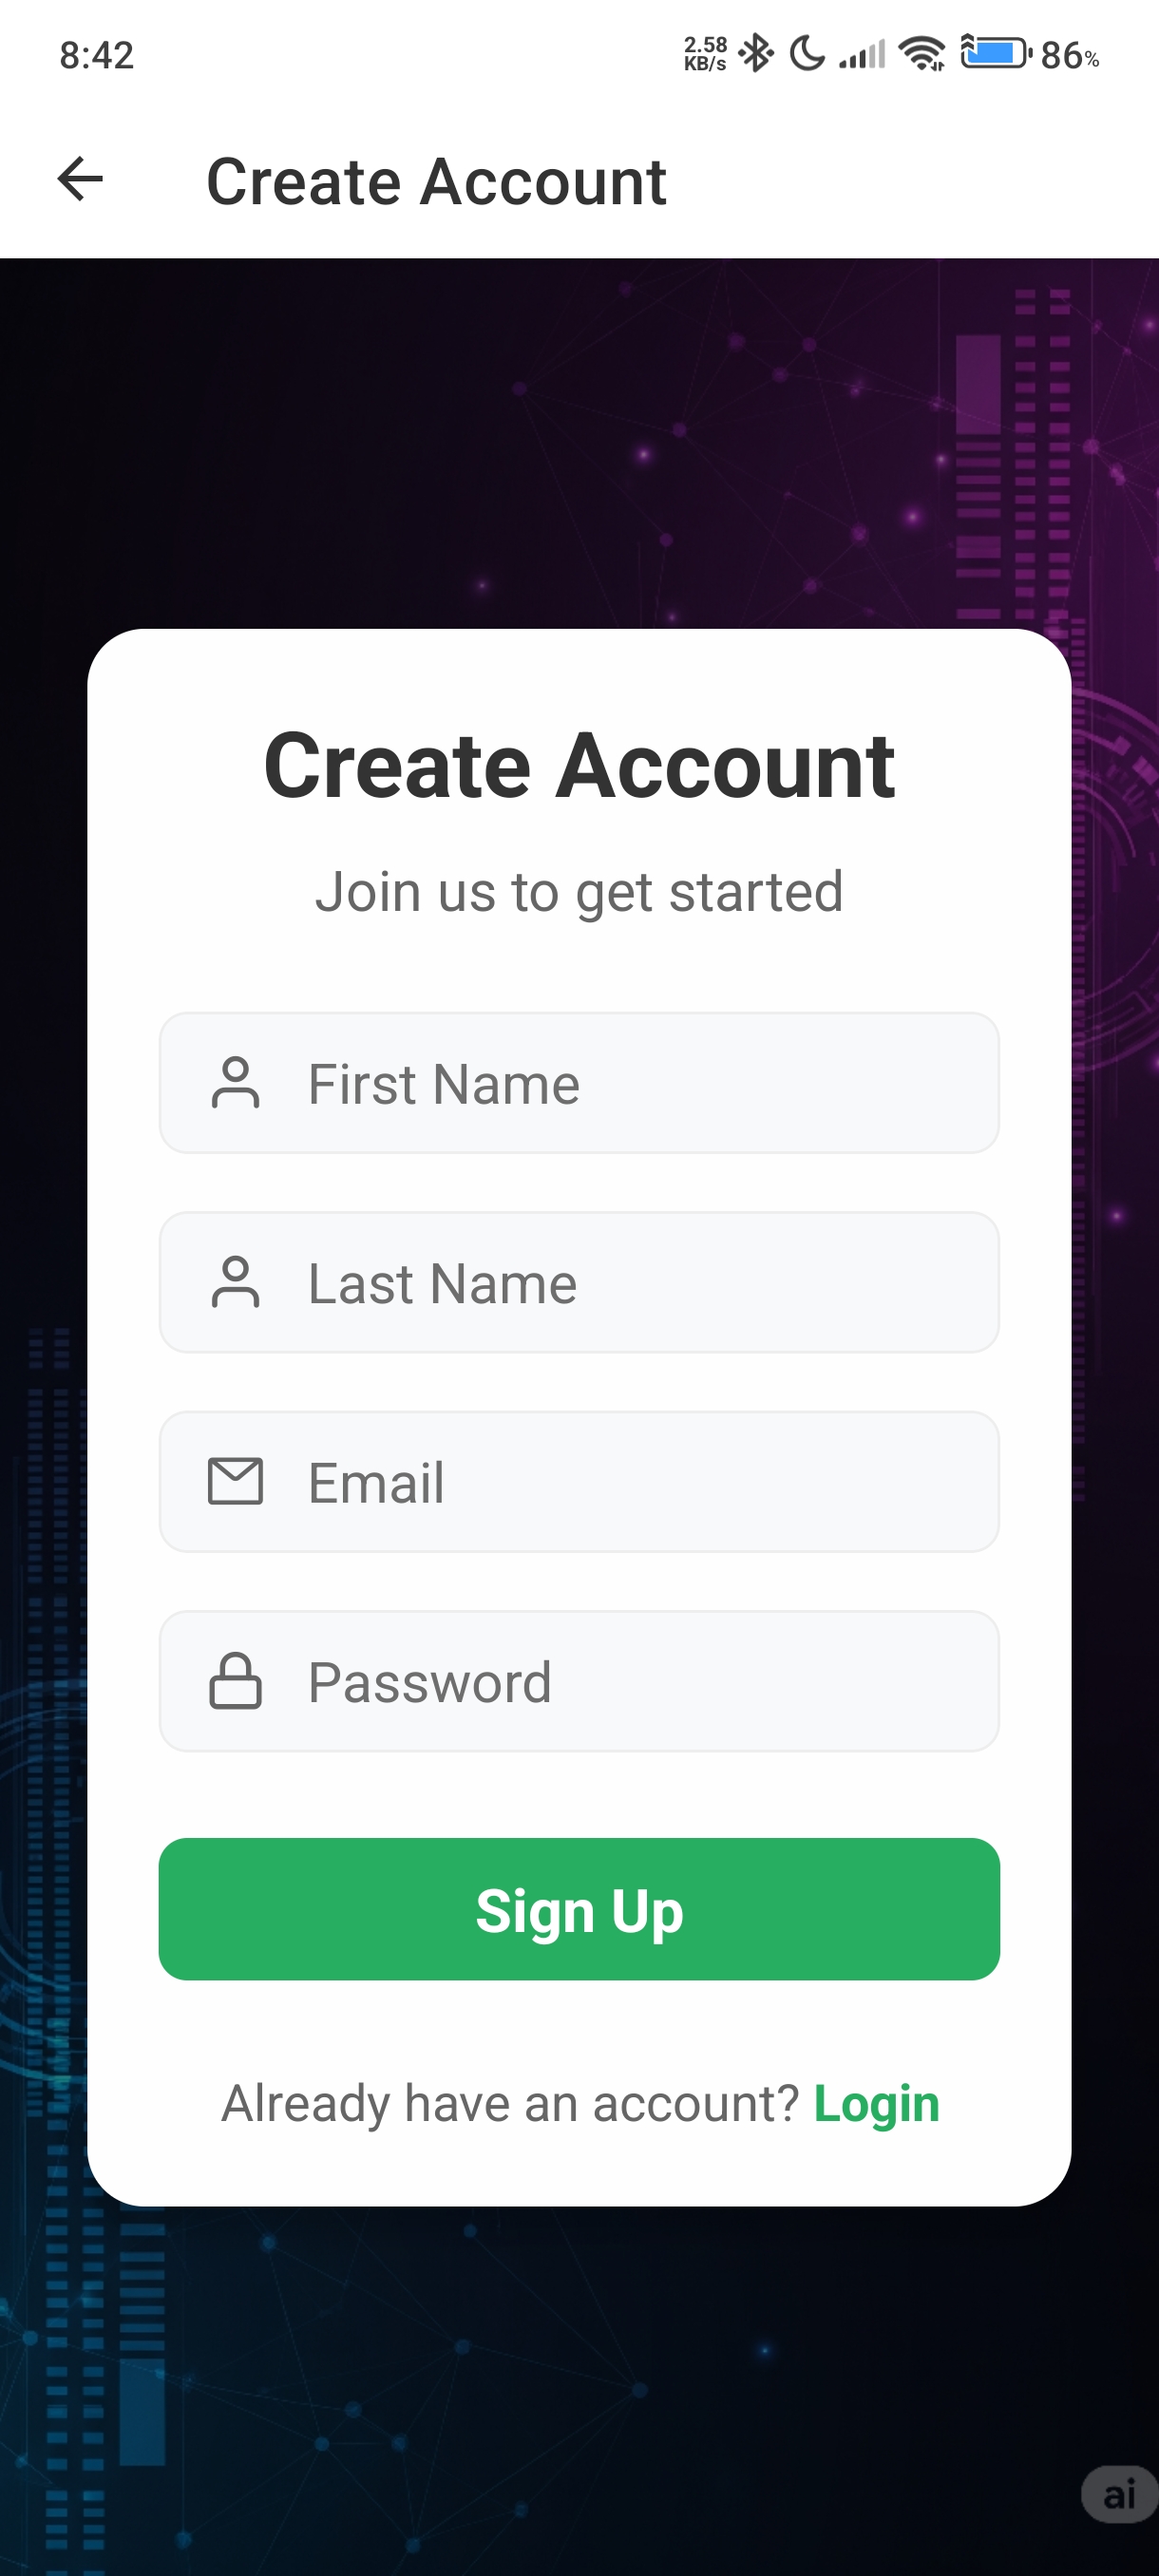 8:42
2.58
KB/s
86%
Create Account
Create Account
Join us to get started
First Name
Last Name
Email
Password
Sign Up
Already have an account? Login
ai